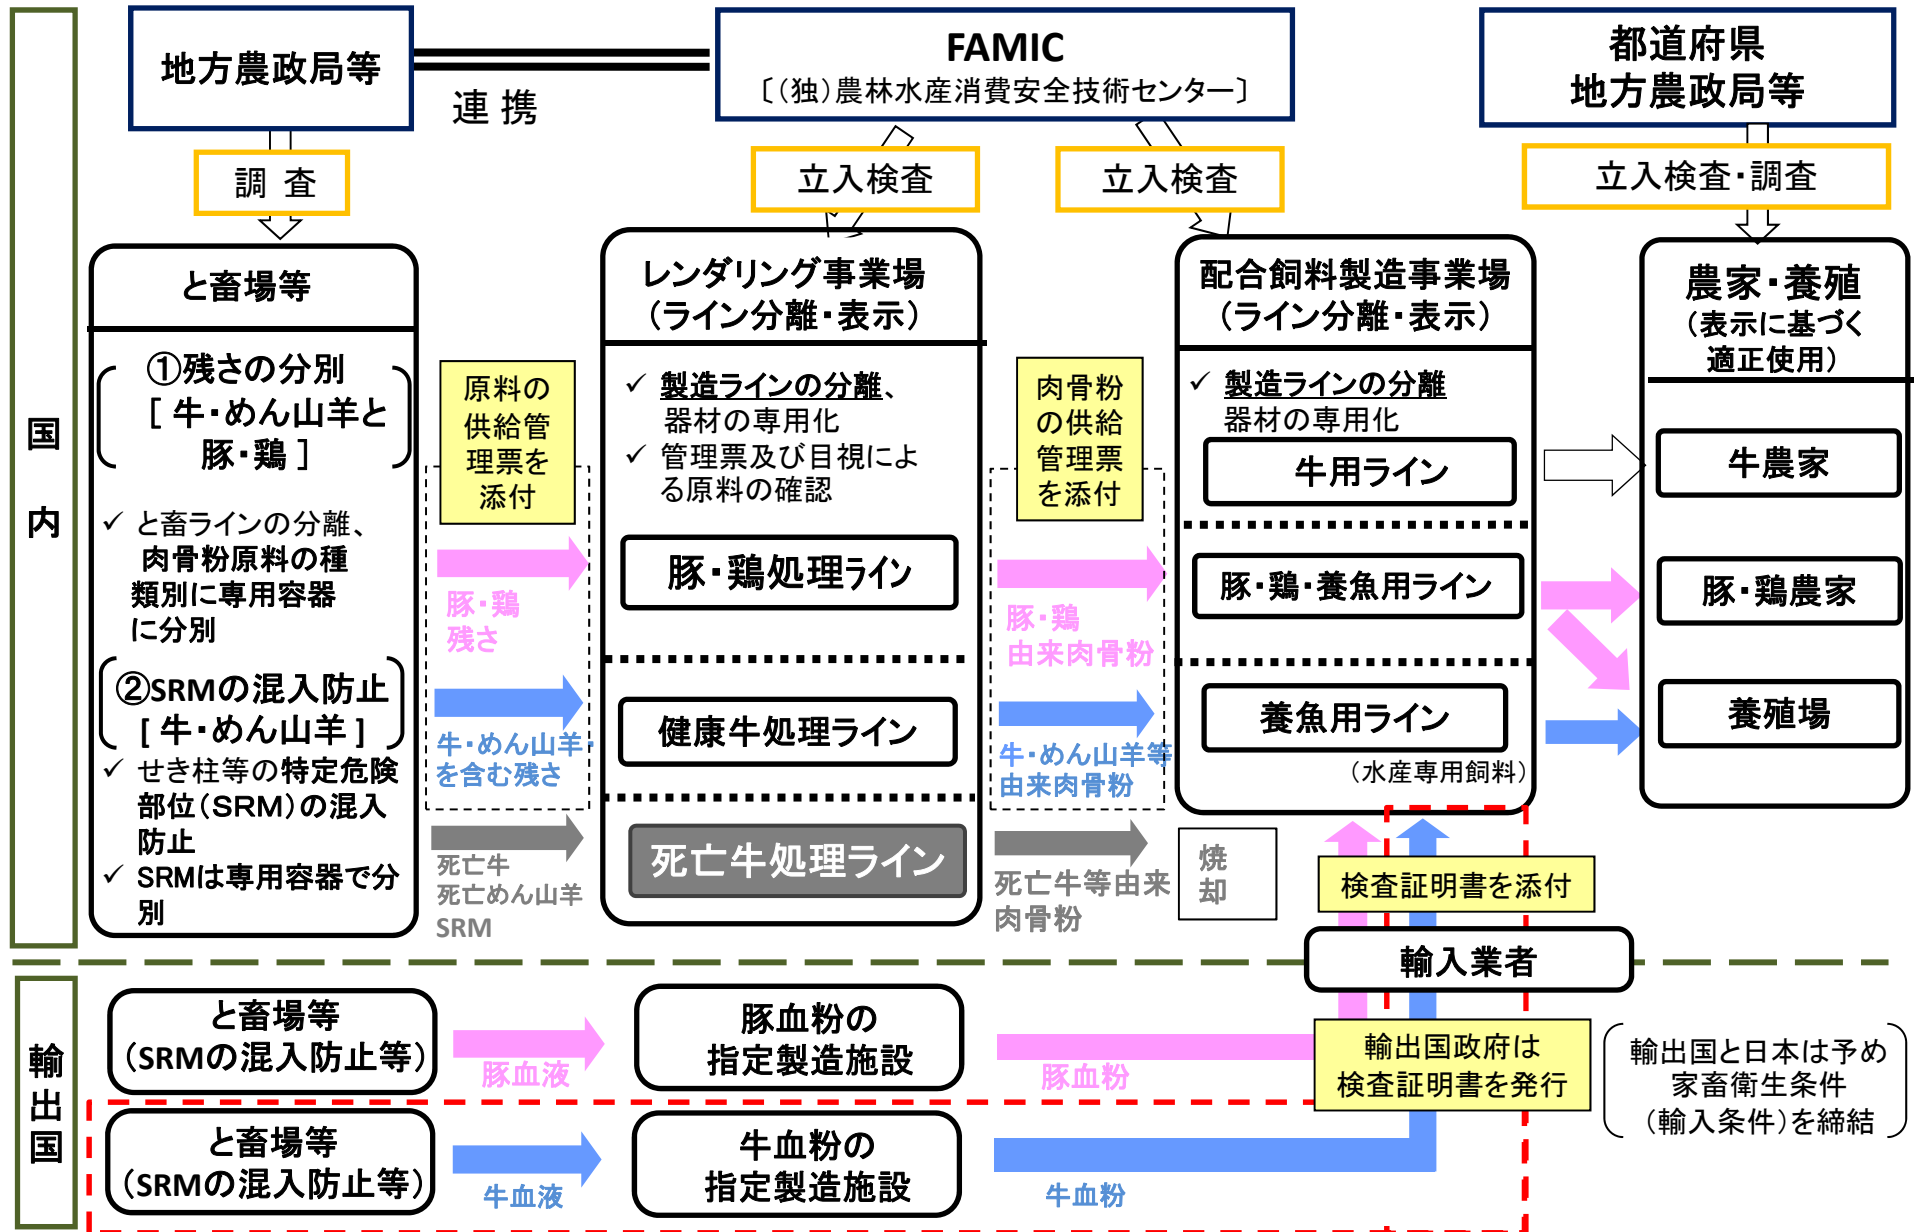 国
内
輸
出
国
地方農政局等
連 携
FAMIC
〔(独)農林水産消費安全技術センター〕
都道府県
地方農政局等
調 査
立入検査
立入検査
立入検査・調査
と畜場等
①残さの分別
[ 牛・めん山羊と
豚・鶏 ]
✓ と畜ラインの分離、
肉骨粉原料の種
類別に専用容器
に分別
②SRMの混入防止
[ 牛・めん山羊 ]
✓ せき柱等の特定危険
部位(SRM)の混入
防止
✓ SRMは専用容器で分
別
原料の
供給管
理票を
添付
豚・鶏
残さ
牛・めん山羊・
を含む残さ
死亡牛
死亡めん山羊
SRM
レンダリング事業場
(ライン分離・表示)
✓ 製造ラインの分離、
器材の専用化
✓ 管理票及び目視によ
る原料の確認
豚・鶏処理ライン
健康牛処理ライン
死亡牛処理ライン
肉骨粉
の供給
管理票
を添付
豚・鶏
由来肉骨粉
牛・めん山羊等
由来肉骨粉
死亡牛等由来
肉骨粉
配合飼料製造事業場
(ライン分離・表示)
✓ 製造ラインの分離
器材の専用化
牛用ライン
豚・鶏・養魚用ライン
養魚用ライン
(水産専用飼料)
焼
却
農家・養殖
(表示に基づく
適正使用)
牛農家
豚・鶏農家
養殖場
検査証明書を添付
輸入業者
と畜場等
(SRMの混入防止等)
豚血液
豚血粉の
指定製造施設
豚血粉
輸出国政府は
検査証明書を発行
輸出国と日本は予め
家畜衛生条件
(輸入条件)を締結
と畜場等
(SRMの混入防止等)
牛血液
牛血粉の
指定製造施設
牛血粉